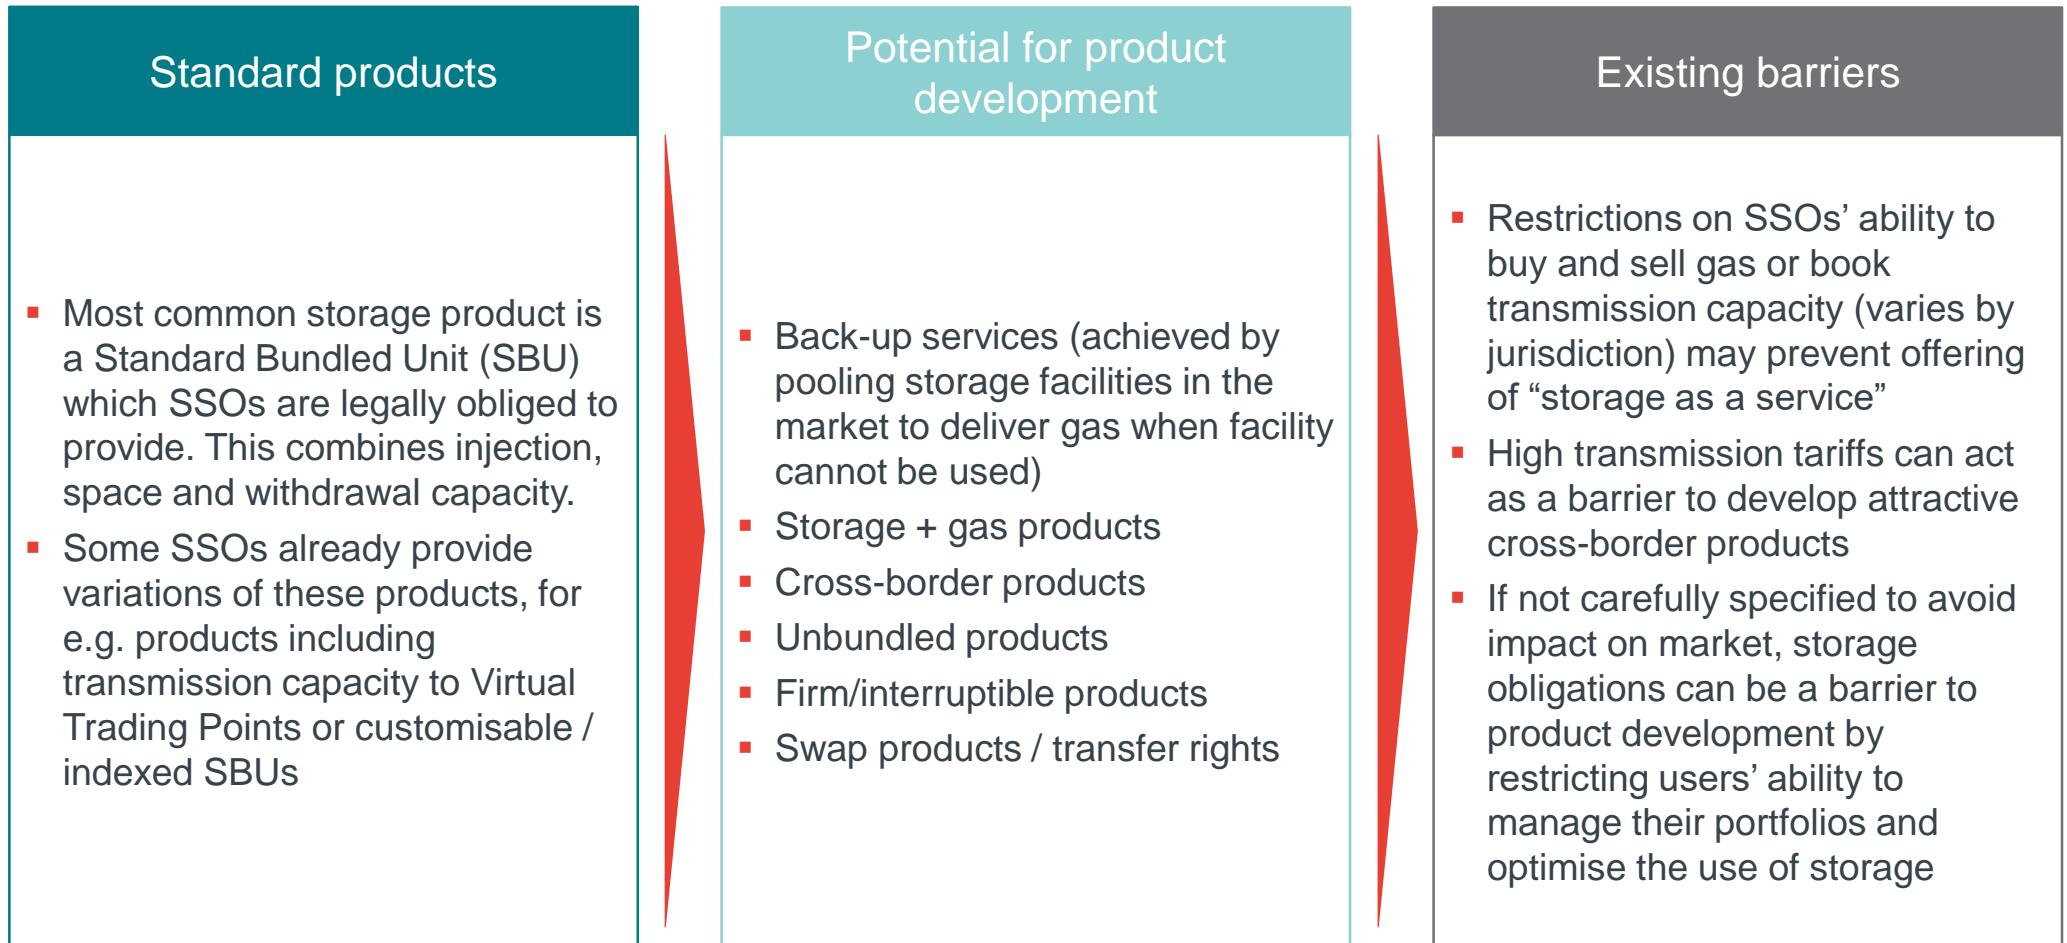 Standard products
▪ Most common storage product is
a Standard Bundled Unit (SBU)
which SSOs are legally obliged to
provide. This combines injection,
space and withdrawal capacity.
▪ Some SSOs already provide
variations of these products, for
e.g. products including
transmission capacity to Virtual
Trading Points or customisable /
indexed SBUs
Potential for product
development
▪ Back-up services (achieved by
pooling storage facilities in the
market to deliver gas when facility
cannot be used)
▪ Storage + gas products
▪ Cross-border products
▪ Unbundled products
▪ Firm/interruptible products
▪ Swap products / transfer rights
Existing barriers
▪ Restrictions on SSOs’ ability to
buy and sell gas or book
transmission capacity (varies by
jurisdiction) may prevent offering
of “storage as a service”
▪ High transmission tariffs can act
as a barrier to develop attractive
cross-border products
▪ If not carefully specified to avoid
impact on market, storage
obligations can be a barrier to
product development by
restricting users’ ability to
manage their portfolios and
optimise the use of storage